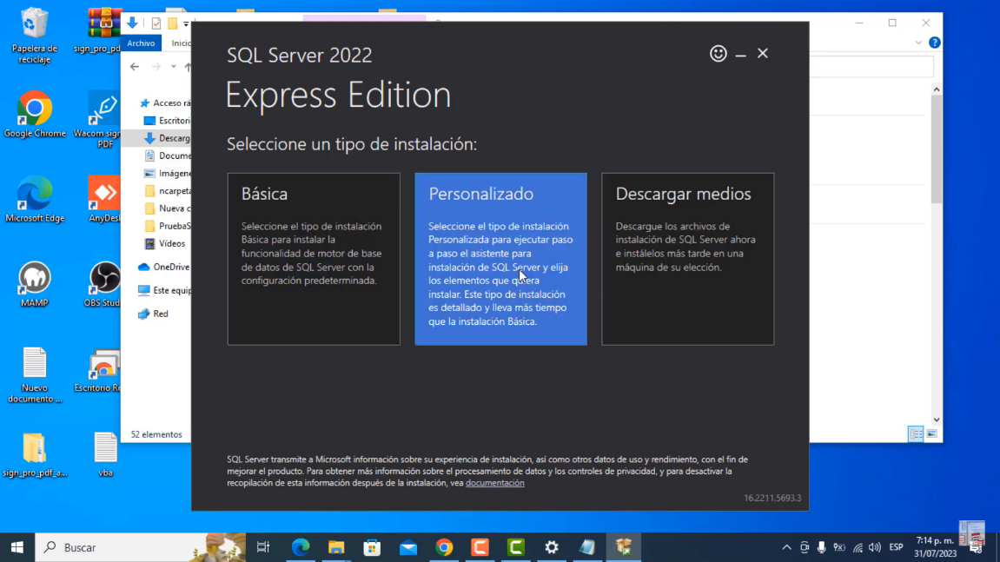 Papelera de
reciclaje
sign_pro_pd
Google Chrome
Wacom sign
PDF
Microsoft Edge
AnyDes
MAMP
OBS Stud
Nuevo
documento ...
Escritorio Re
sign_pro_pdf_a...
vba
Archivo
Inicio
Acceso rá
Escritori
Descarg
Docume
Imágene
ncarpeta
Nueva c
PruebaS
Vídeos
OneDrive
Este equip
Red
52 elementos
SQL Server 2022
Express Edition
Seleccione un tipo de instalación:
Básica
Seleccione el tipo de instalación
Básica para instalar la
funcionalidad de motor de base
de datos de SQL Server con la
configuración predeterminada.
Personalizado
Seleccione el tipo de instalación
Personalizada para ejecutar paso
a paso el asistente para
instalación de SQL Server y elija
los elementos que quiera
instalar. Este tipo de instalación
es detallado y lleva más tiempo
que la instalación Básica.
Descargar medios
Descargue los archivos de
instalación de SQL Server ahora
e instálelos más tarde en una
máquina de su elección.
SQL Server transmite a Microsoft información sobre su experiencia de instalación, así como otros datos de uso y rendimiento, con el fin de
mejorar el producto. Para obtener más información sobre el procesamiento de datos y los controles de privacidad, y para desactivar la
recopilación de esta información después de la instalación, vea documentación
16.2211.5693.3
Buscar
ESP
7:14 p. m.
31/07/2023